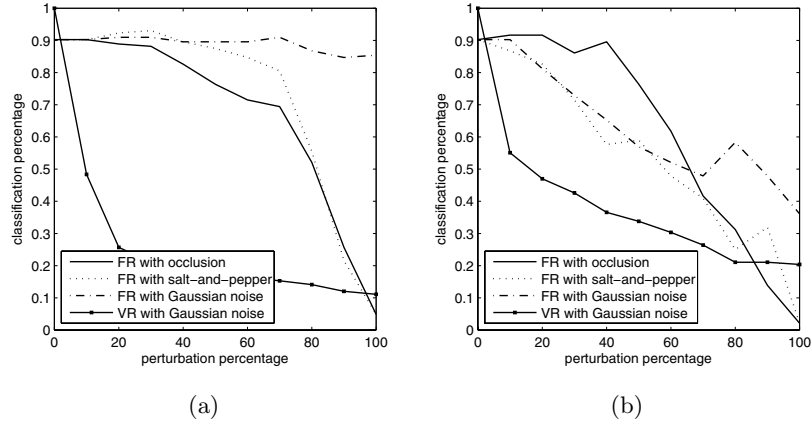 1
0.9
0.8
0.7
0.6
0.5
0.4
0.3
0.2
0.1
0
classification percentage
FR with occlusion
FR with salt−and−pepper
FR with Gaussian noise
VR with Gaussian noise
0 20 40 60 80 100
perturbation percentage
(a)
1
0.9
0.8
0.7
0.6
0.5
0.4
0.3
0.2
0.1
0
classification percentage
FR with occlusion
FR with salt−and−pepper
FR with Gaussian noise
VR with Gaussian noise
0 20 40 60 80 100
perturbation percentage
(b)